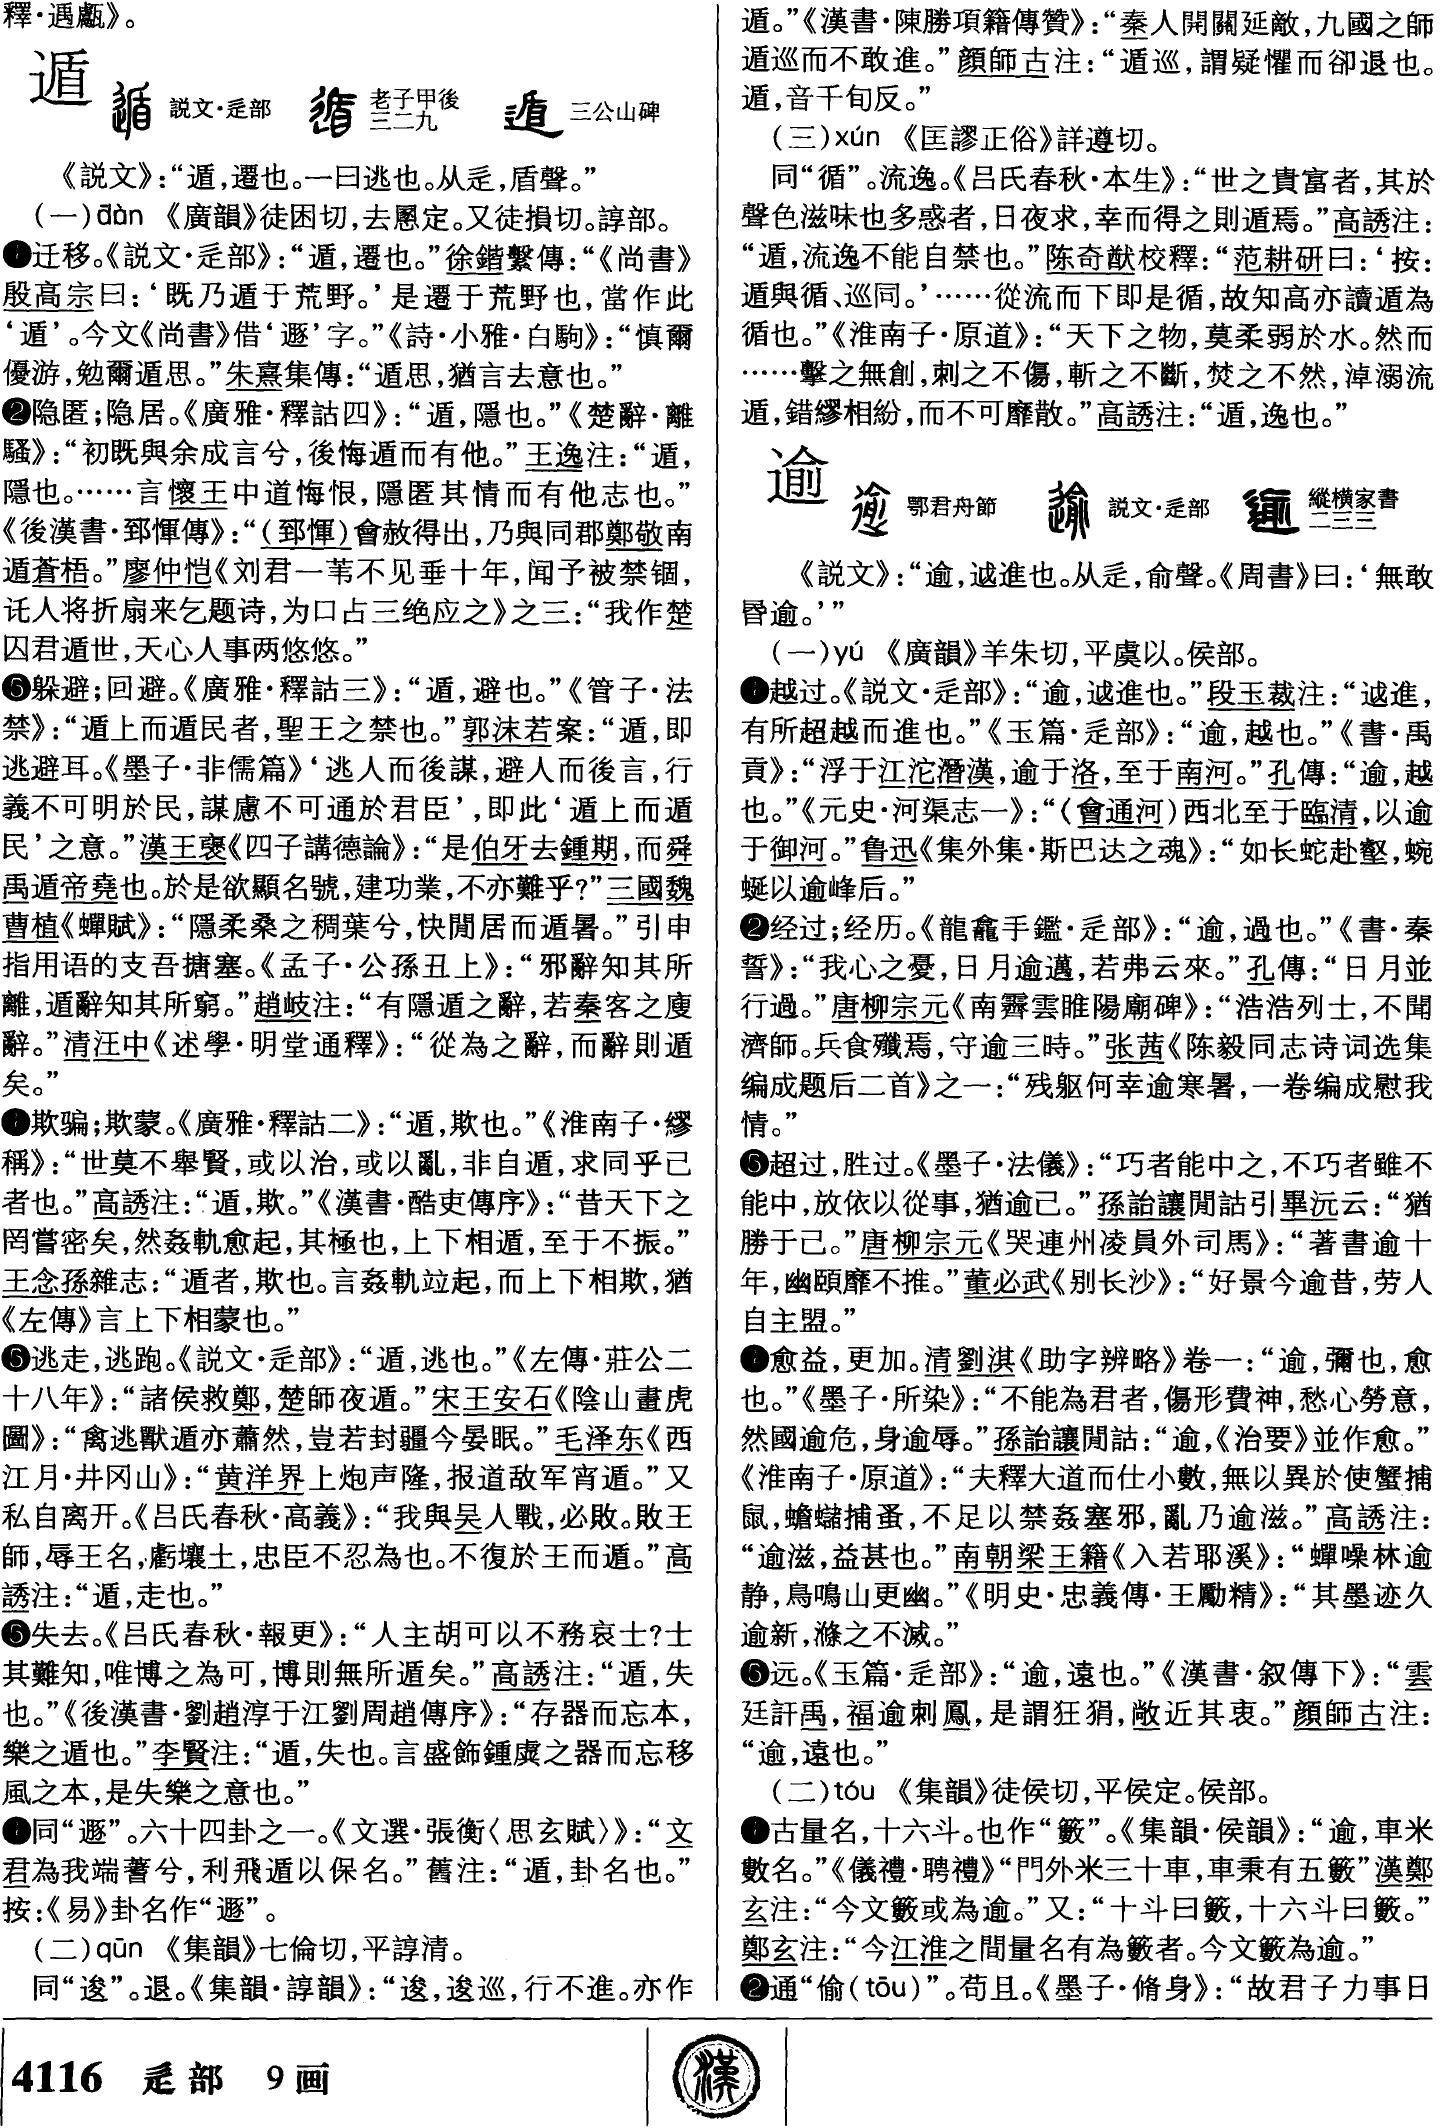 釋·遇甗》。
遁
説文·辵部
老子甲後三二九
三公山碑
《説文》：“遁，遷也。一曰逃也。从辵，盾聲。”
（一）dùn 《廣韻》徒困切，去慁定。又徒損切。諄部。
❶迁移。《説文·辵部》：“遁，遷也。”徐鍇繫傳：“《尚書》
殷高宗曰：‘既乃遁于荒野。’是遷于荒野也，當作此
‘遁’。今文《尚書》借‘遯’字。”《詩·小雅·白駒》：“慎爾
優游，勉爾遁思。”朱熹集傳：“遁思，猶言去意也。”
❷隐匿；隐居。《廣雅·釋詁四》：“遁，隱也。”《楚辭·離
騷》：“初既與余成言兮，後悔遁而有他。”王逸注：“遁，
隱也。……言懷王中道悔恨，隱匿其情而有他志也。”
《後漢書·郅惲傳》：“（郅惲）會赦得出，乃與同郡鄭敬南
遁蒼梧。”廖仲恺《刘君一苇不见垂十年，闻予被禁锢，
讬人将折扇来乞题诗，为口占三绝应之》之三：“我作楚
囚君遁世，天心人事两悠悠。”
❸躲避；回避。《廣雅·釋詁三》：“遁，避也。”《管子·法
禁》：“遁上而遁民者，聖王之禁也。”郭沫若案：“遁，即
逃避耳。《墨子·非儒篇》‘逃人而後謀，避人而後言，行
義不可明於民，謀慮不可通於君臣’，即此‘遁上而遁
民’之意。”漢王褒《四子講德論》：“是伯牙去鍾期，而舜
禹遁帝堯也。於是欲顯名號，建功業，不亦難乎？”三國魏
曹植《蟬賦》：“隱柔桑之稠葉兮，快閒居而遁暑。”引申
指用语的支吾搪塞。《孟子·公孫丑上》：“邪辭知其所
離，遁辭知其所窮。”趙岐注：“有隱遁之辭，若秦客之廋
辭。”清汪中《述學·明堂通釋》：“從為之辭，而辭則遁
矣。”
❹欺骗；欺蒙。《廣雅·釋詁二》：“遁，欺也。”《淮南子·繆
稱》：“世莫不舉賢，或以治，或以亂，非自遁，求同乎己
者也。”高誘注：“遁，欺。”《漢書·酷吏傳序》：“昔天下之
罔嘗密矣，然姦軌愈起，其極也，上下相遁，至于不振。”
王念孫雜志：“遁者，欺也。言姦軌竝起，而上下相欺，猶
《左傳》言上下相蒙也。”
❺逃走，逃跑。《説文·辵部》：“遁，逃也。”《左傳·莊公二
十八年》：“諸侯救鄭，楚師夜遁。”宋王安石《陰山畫虎
圖》：“禽逃獸遁亦蕭然，豈若封疆今晏眠。”毛泽东《西
江月·井冈山》：“黄洋界上炮声隆，报道敌军宵遁。”又
私自离开。《吕氏春秋·高義》：“我與吴人戰，必敗。敗王
師，辱王名，虧壤土，忠臣不忍為也。不復於王而遁。”高
誘注：“遁，走也。”
❻失去。《吕氏春秋·報更》：“人主胡可以不務哀士？士
其難知，唯博之為可，博則無所遁矣。”高誘注：“遁，失
也。”《後漢書·劉趙淳于江劉周趙傳序》：“存器而忘本，
樂之遁也。”李賢注：“遁，失也。言盛飾鍾虡之器而忘移
風之本，是失樂之意也。”
❼同“遯”。六十四卦之一。《文選·張衡〈思玄賦〉》：“文
君為我端蓍兮，利飛遁以保名。”舊注：“遁，卦名也。”
按：《易》卦名作“遯”。
（二）qūn 《集韻》七倫切，平諄清。
同“逡”。退。《集韻·諄韻》：“逡，逡巡，行不進。亦作
遁。”《漢書·陳勝項籍傳贊》：“秦人開關延敵，九國之師
遁巡而不敢進。”顔師古注：“遁巡，謂疑懼而卻退也。
遁，音千旬反。”
（三）xún 《匡謬正俗》詳遵切。
同“循”。流逸。《吕氏春秋·本生》：“世之貴富者，其於
聲色滋味也多惑者，日夜求，幸而得之則遁焉。”高誘注：
“遁，流逸不能自禁也。”陈奇猷校釋：“范耕研曰：‘按：
遁與循、巡同。’……從流而下即是循，故知高亦讀遁為
循也。”《淮南子·原道》：“天下之物，莫柔弱於水。然而
……擊之無創，刺之不傷，斬之不斷，焚之不然，淖溺流
遁，錯繆相紛，而不可靡散。”高誘注：“遁，逸也。”
逾
鄂君舟節
説文·辵部
縱横家書二三三
《説文》：“逾，𨒋進也。从辵，俞聲。《周書》曰：‘無敢
昬逾。’”
（一）yú 《廣韻》羊朱切，平虞以。侯部。
❶越过。《説文·辵部》：“逾，𨒋進也。”段玉裁注：“𨒋進，
有所超越而進也。”《玉篇·辵部》：“逾，越也。”《書·禹
貢》：“浮于江沱潛漢，逾于洛，至于南河。”孔傳：“逾，越
也。”《元史·河渠志一》：“（會通河）西北至于臨清，以逾
于御河。”鲁迅《集外集·斯巴达之魂》：“如长蛇赴壑，蜿
蜒以逾峰后。”
❷经过；经历。《龍龕手鑑·辵部》：“逾，過也。”《書·秦
誓》：“我心之憂，日月逾邁，若弗云來。”孔傳：“日月並
行過。”唐柳宗元《南霽雲睢陽廟碑》：“浩浩列士，不聞
濟師。兵食殲焉，守逾三時。”张茜《陈毅同志诗词选集
编成题后二首》之一：“残躯何幸逾寒暑，一卷编成慰我
情。”
❸超过，胜过。《墨子·法儀》：“巧者能中之，不巧者雖不
能中，放依以從事，猶逾己。”孫詒讓閒詁引畢沅云：“猶
勝于己。”唐柳宗元《哭連州凌員外司馬》：“著書逾十
年，幽賾靡不推。”董必武《别长沙》：“好景今逾昔，劳人
自主盟。”
❹愈益，更加。清劉淇《助字辨略》卷一：“逾，彌也，愈
也。”《墨子·所染》：“不能為君者，傷形費神，愁心勞意，
然國逾危，身逾辱。”孫詒讓閒詁：“逾，《治要》並作愈。”
《淮南子·原道》：“夫釋大道而任小數，無以異於使蟹捕
鼠，蟾蠩捕蚤，不足以禁姦塞邪，亂乃逾滋。”高誘注：
“逾滋，益甚也。”南朝梁王籍《入若耶溪》：“蟬噪林逾
静，鳥鳴山更幽。”《明史·忠義傳·王勵精》：“其墨迹久
逾新，滌之不滅。”
❺远。《玉篇·辵部》：“逾，遠也。”《漢書·叙傳下》：“雲
廷訐禹，福逾刺鳳，是謂狂狷，敞近其衷。”顔師古注：
“逾，遠也。”
（二）tóu 《集韻》徒侯切，平侯定。侯部。
❶古量名，十六斗。也作“籔”。《集韻·侯韻》：“逾，車米
數名。”《儀禮·聘禮》“門外米三十車，車秉有五籔”漢鄭
玄注：“今文籔或為逾。”又：“十斗曰籔，十六斗曰籔。”
鄭玄注：“今江淮之間量名有為籔者。今文籔為逾。”
❷通“偷（tōu）”。苟且。《墨子·脩身》：“故君子力事日
4116 辵部 9画
漢